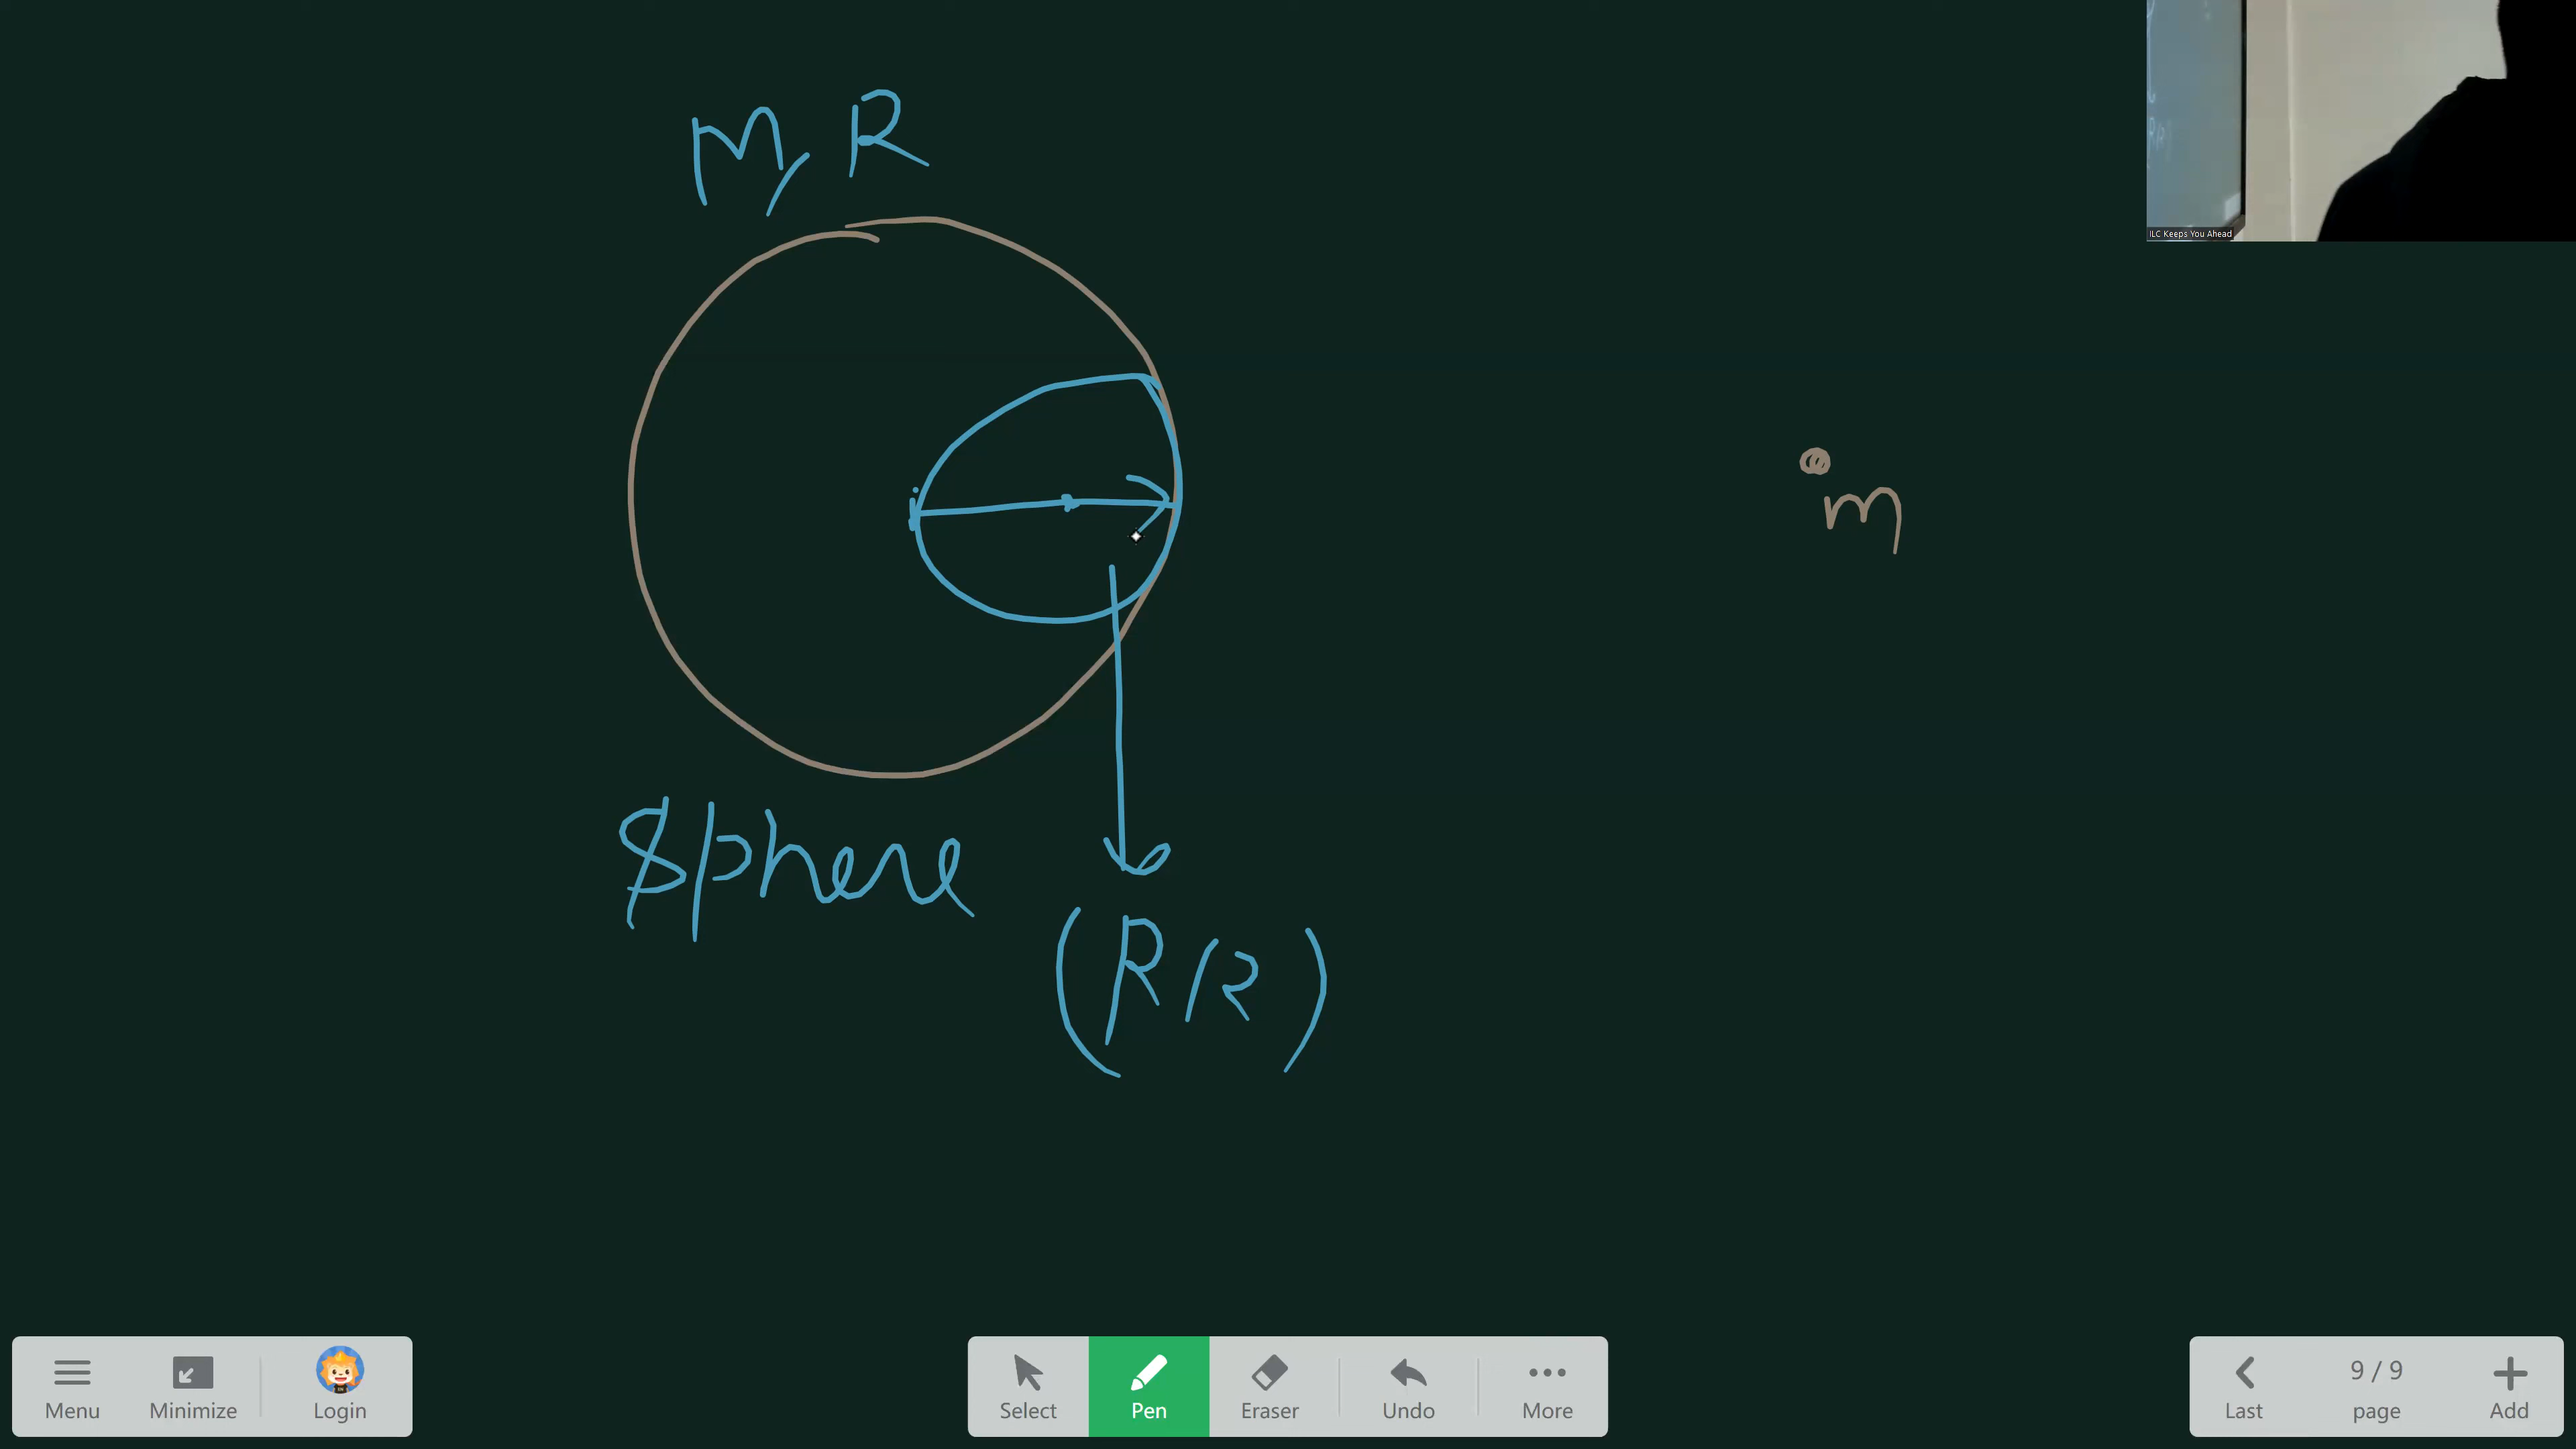 M, R
m
Sphere
(R/2)
ILC Keeps You Ahead
Menu Minimize Login Select Pen Eraser Undo More Last 9 / 9 page Add